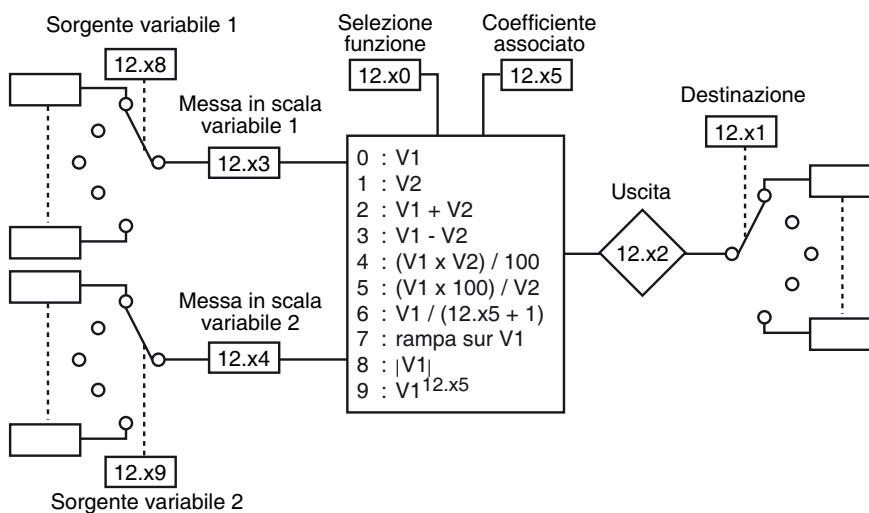 Sorgente variabile 1
12.x8
Messa in scala
variabile 1
12.x3
Selezione
funzione
12.x0
Coefficiente
associato
12.x5
Destinazione
12.x1
0 : V1
1 : V2
2 : V1 + V2
3 : V1 - V2
4 : (V1 x V2) / 100
5 : (V1 x 100) / V2
6 : V1 / (12.x5 + 1)
7 : rampa sur V1
8 : |V1|
9 : V1^12.x5
Uscita
12.x2
Messa in scala
variabile 2
12.x4
12.x9
Sorgente variabile 2